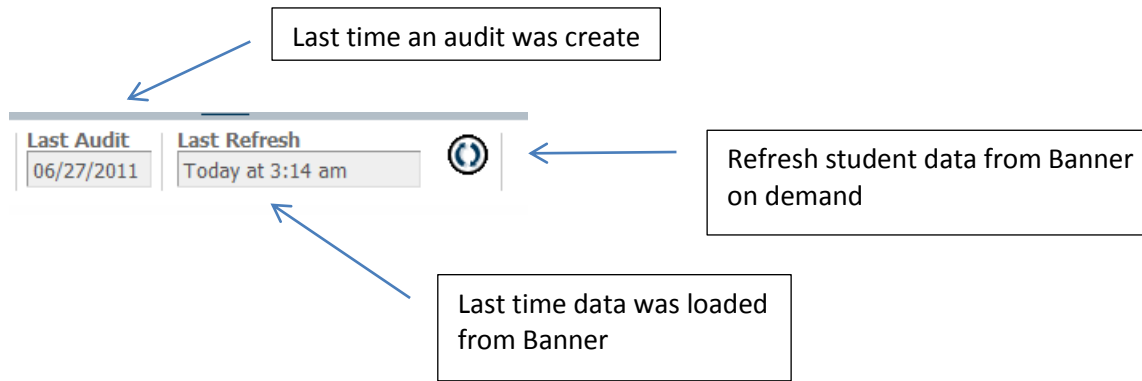 Last time an audit was create
Last Audit
Last Refresh
06/27/2011
Today at 3:14 am
Refresh student data from Banner
on demand
Last time data was loaded
from Banner